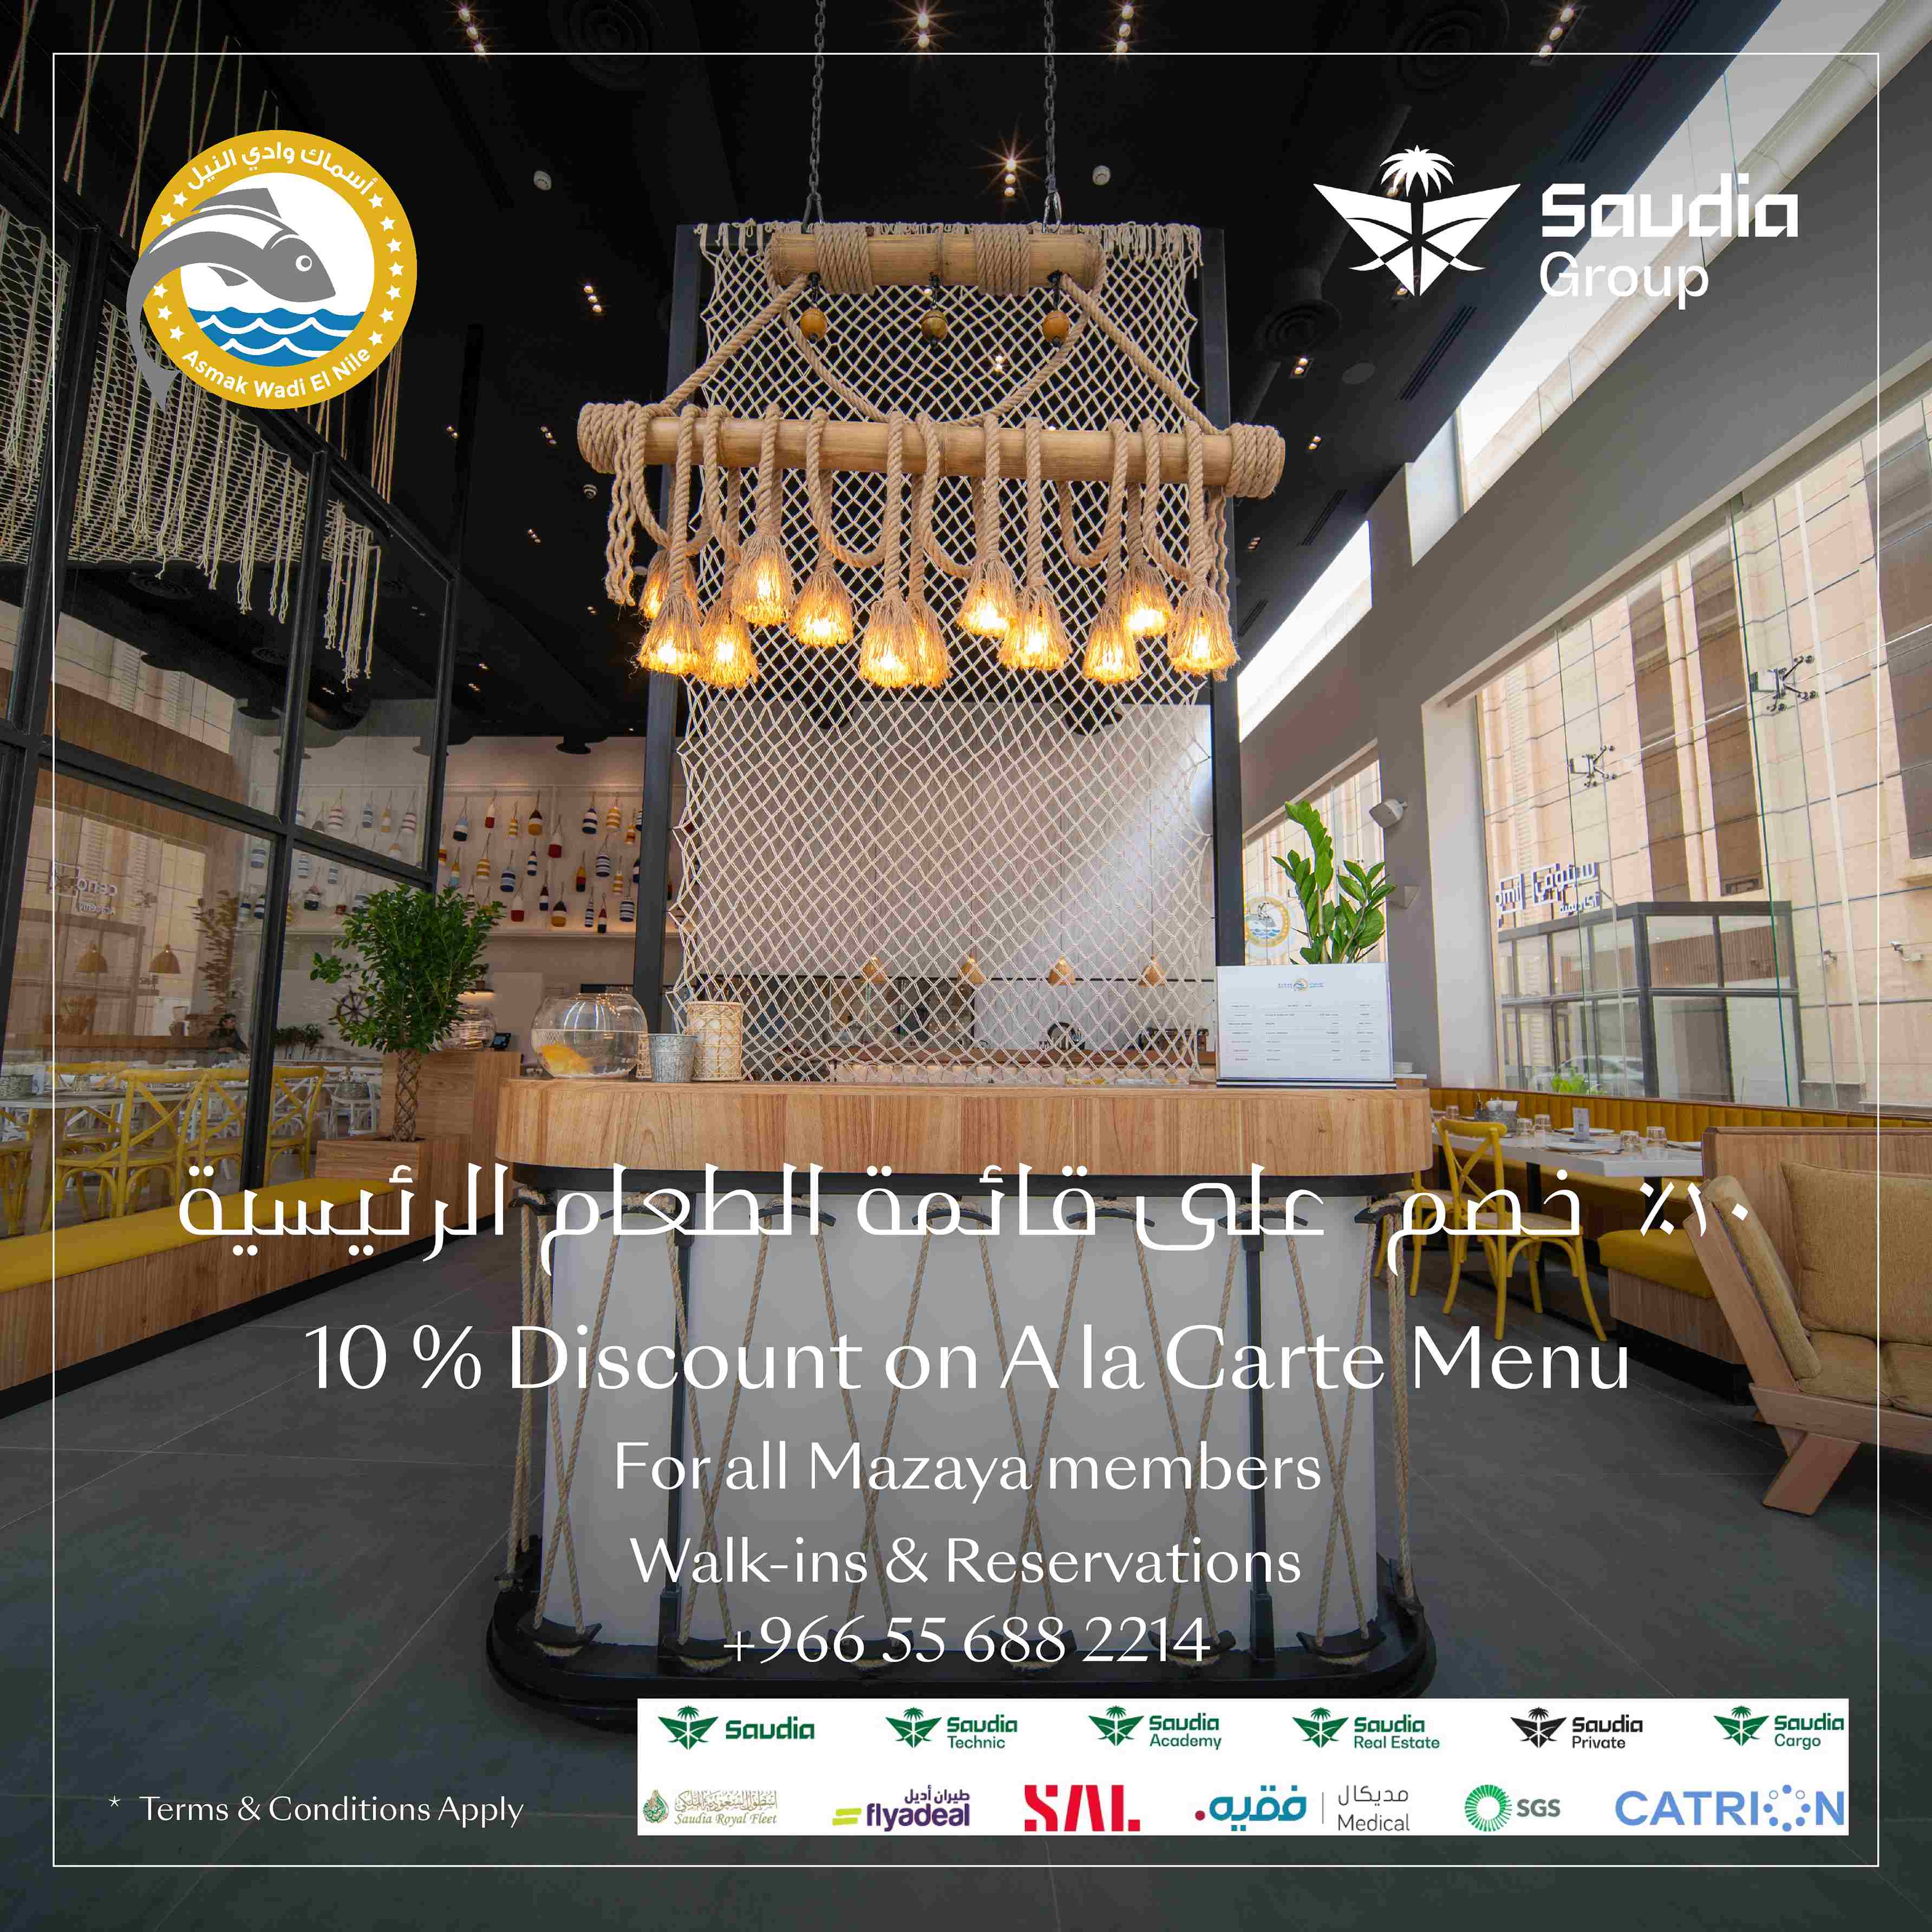 أسماك وادي النيل
Asmak Wadi El Nile
Saudia
Group
١٠٪ خصم على قائمة الطعام الرئيسية
10 % Discount on A la Carte Menu
For all Mazaya members
Walk-ins & Reservations
+966 55 688 2214
Saudia
Saudia
Technic
Saudia
Academy
Saudia
Real Estate
Saudia
Private
Saudia
Cargo
Saudia Royal Fleet
طيران أديل
flyadeal
SAL
فقيه.
مديكال
Medical
SGS
CATRION
* Terms & Conditions Apply